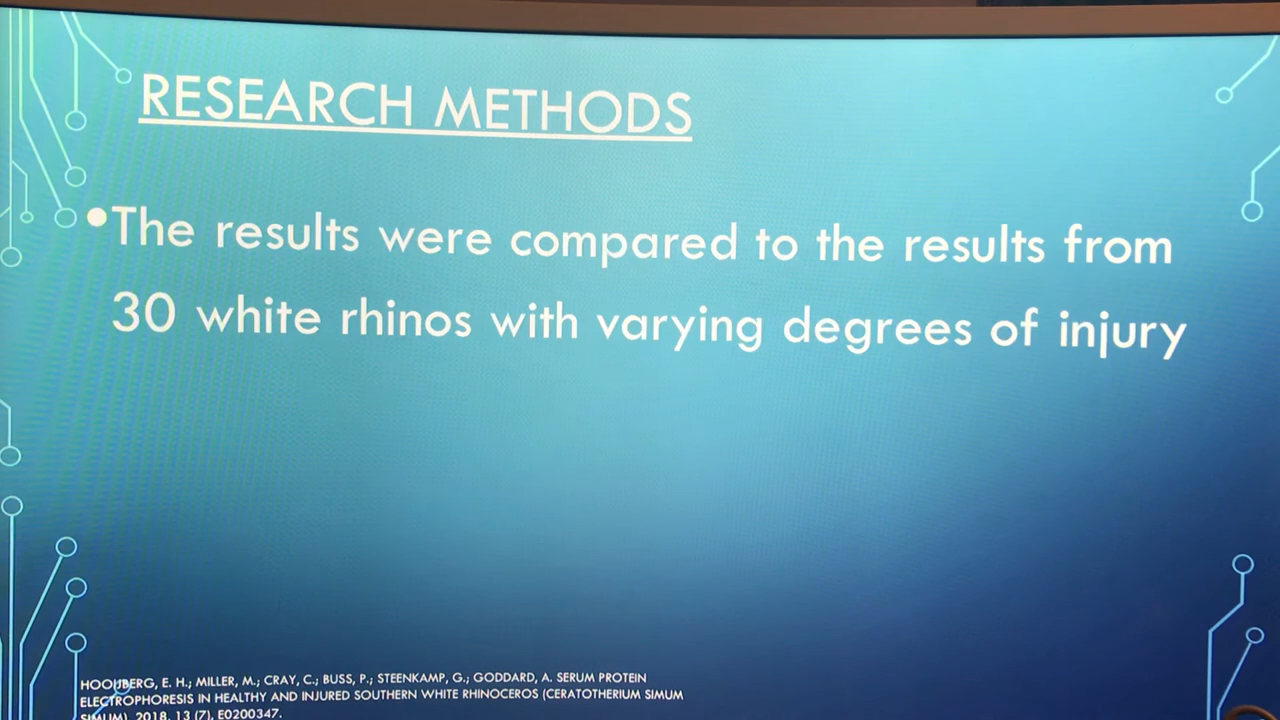 RESEARCH METHODS
•The results were compared to the results from
30 white rhinos with varying degrees of injury
HOOIJBERG, E. H.; MILLER, M.; CRAY, C.; BUSS, P.; STEENKAMP, G.; GODDARD, A. SERUM PROTEIN
ELECTROPHORESIS IN HEALTHY AND INJURED SOUTHERN WHITE RHINOCEROS (CERATOTHERIUM SIMUM
SIMUM). 2018, 13 (7), E0200347.